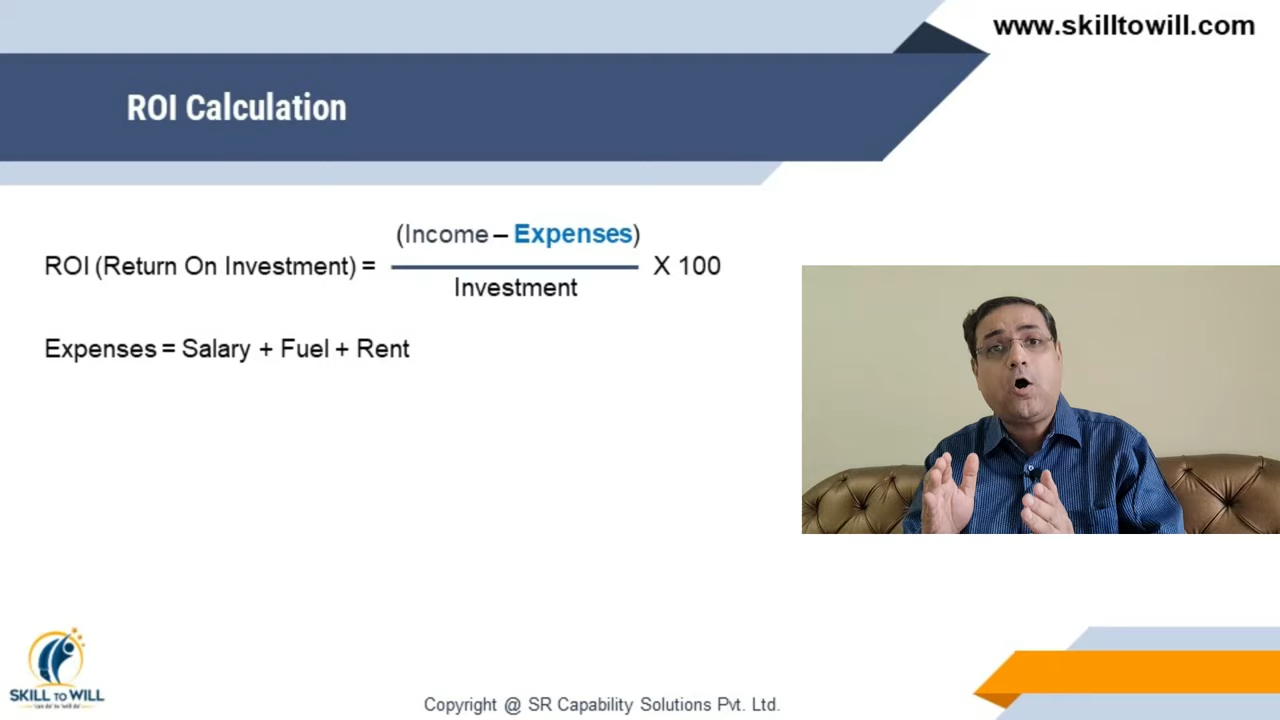 www.skilltowill.com
ROI Calculation
(Income – Expenses)
ROI (Return On Investment) = X 100
Investment
Expenses = Salary + Fuel + Rent
SKILL TO WILL
Copyright @ SR Capability Solutions Pvt. Ltd.